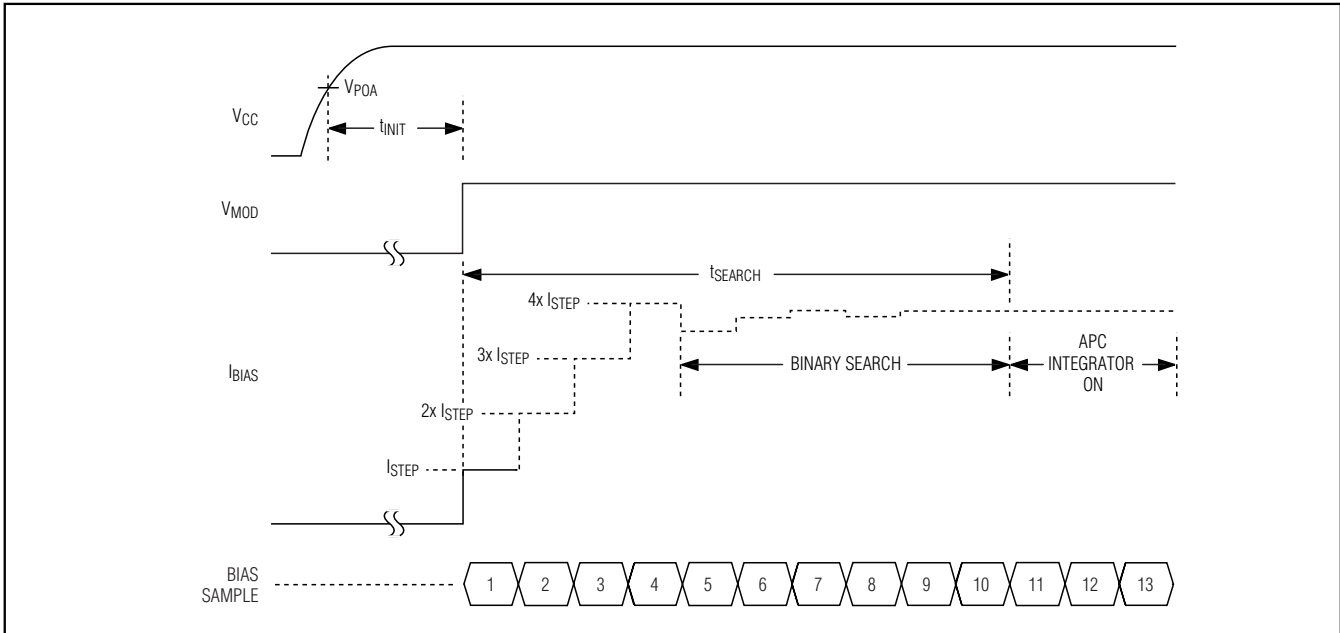 VPOA
VCC
tINIT
VMOD
tSEARCH
4x ISTEP
3x ISTEP
BINARY SEARCH
APC
INTEGRATOR
ON
IBIAS
2x ISTEP
ISTEP
BIAS
SAMPLE
1 2 3 4 5 6 7 8 9 10 11 12 13